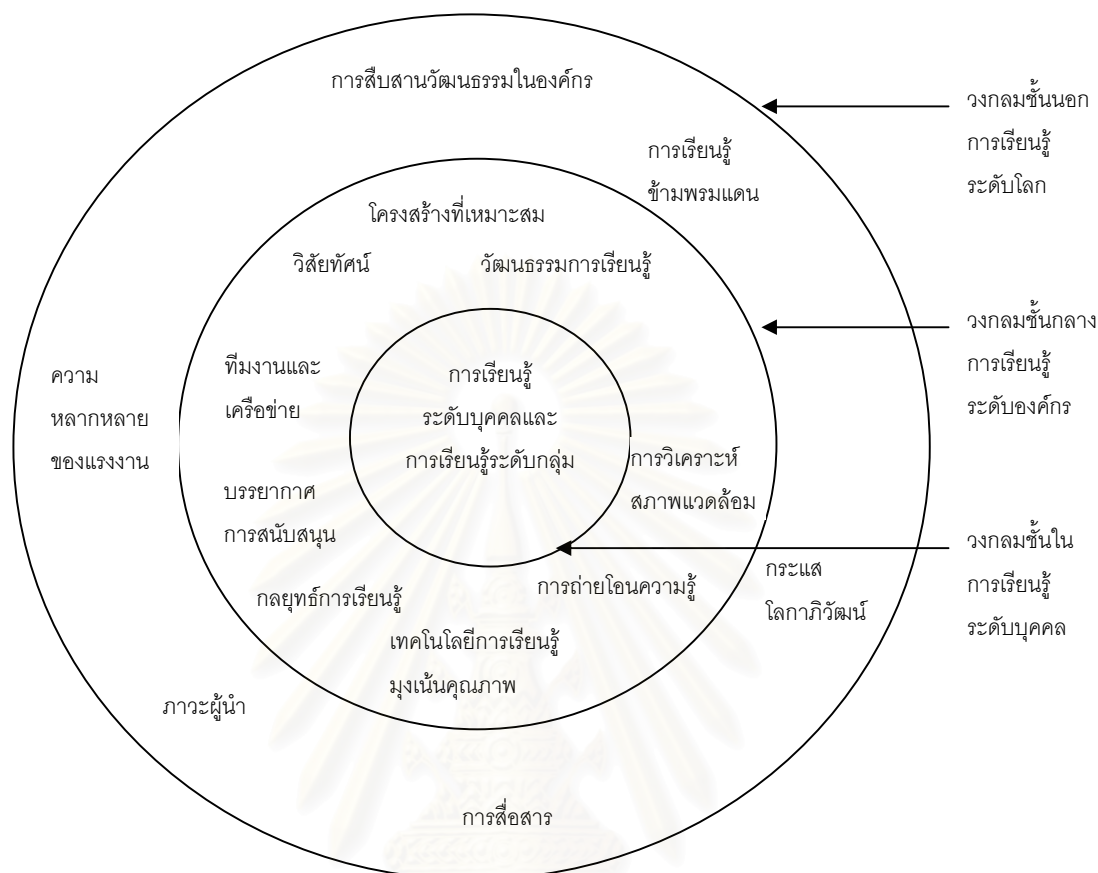 การสืบสานวัฒนธรรมในองค์กร
วงกลมชั้นนอก
การเรียนรู้
ระดับโลก
การเรียนรู้
ข้ามพรมแดน
โครงสร้างที่เหมาะสม
วิสัยทัศน์
วัฒนธรรมการเรียนรู้
วงกลมชั้นกลาง
การเรียนรู้
ระดับองค์กร
ความ
หลากหลาย
ของแรงงาน
ทีมงานและ
เครือข่าย
การเรียนรู้
ระดับบุคคลและ
การเรียนรู้ระดับกลุ่ม
การวิเคราะห์
สภาพแวดล้อม
บรรยากาศ
การสนับสนุน
วงกลมชั้นใน
การเรียนรู้
ระดับบุคคล
กระแส
โลกาภิวัฒน์
กลยุทธ์การเรียนรู้
การถ่ายโอนความรู้
เทคโนโลยีการเรียนรู้
มุงเน้นคุณภาพ
ภาวะผู้นำ
การสื่อสาร